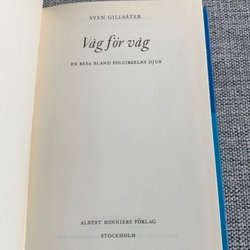 SVEN GILLSÄTER
Våg för våg
EN RESA BLAND POLCIRKELNS DJUR
ALBERT BONNIERS FÖRLAG
STOCKHOLM